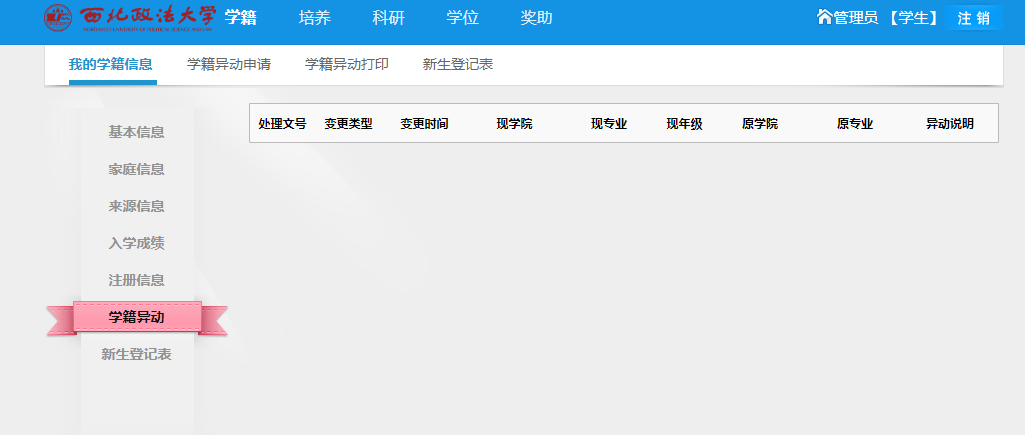 西北政法大学 学籍 培养 科研 学位 奖助 管理员 【学生】 注 销
我的学籍信息 学籍异动申请 学籍异动打印 新生登记表
处理文号 变更类型 变更时间 现学院 现专业 现年级 原学院 原专业 异动说明
基本信息
家庭信息
来源信息
入学成绩
注册信息
学籍异动
新生登记表